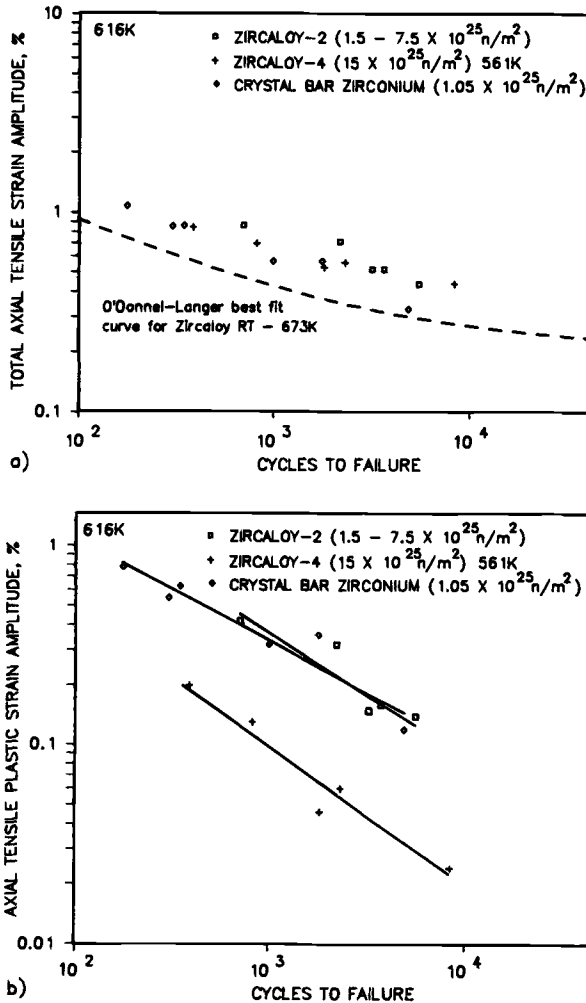 616K
ZIRCALOY-2 (1.5 - 7.5 X 10^25 n/m^2)
ZIRCALOY-4 (15 X 10^25 n/m^2) 561K
CRYSTAL BAR ZIRCONIUM (1.05 X 10^25 n/m^2)
10
1
0.1
TOTAL AXIAL TENSILE STRAIN AMPLITUDE, %
O'Donnel-Langer best fit
curve for Zircaloy RT - 673K
10^2 10^3 10^4
a)
CYCLES TO FAILURE
616K
ZIRCALOY-2 (1.5 - 7.5 X 10^25 n/m^2)
ZIRCALOY-4 (15 X 10^25 n/m^2) 561K
CRYSTAL BAR ZIRCONIUM (1.05 X 10^25 n/m^2)
1
0.1
0.01
AXIAL TENSILE PLASTIC STRAIN AMPLITUDE, %
10^2 10^3 10^4
b)
CYCLES TO FAILURE